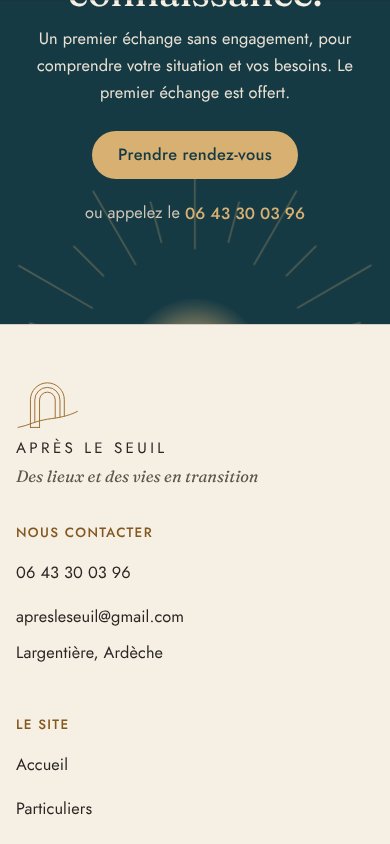 connaissance.
Un premier échange sans engagement, pour
comprendre votre situation et vos besoins. Le
premier échange est offert.
Prendre rendez-vous
ou appelez le 06 43 30 03 96
APRÈS LE SEUIL
Des lieux et des vies en transition
NOUS CONTACTER
06 43 30 03 96
apresleseuil@gmail.com
Largentière, Ardèche
LE SITE
Accueil
Particuliers